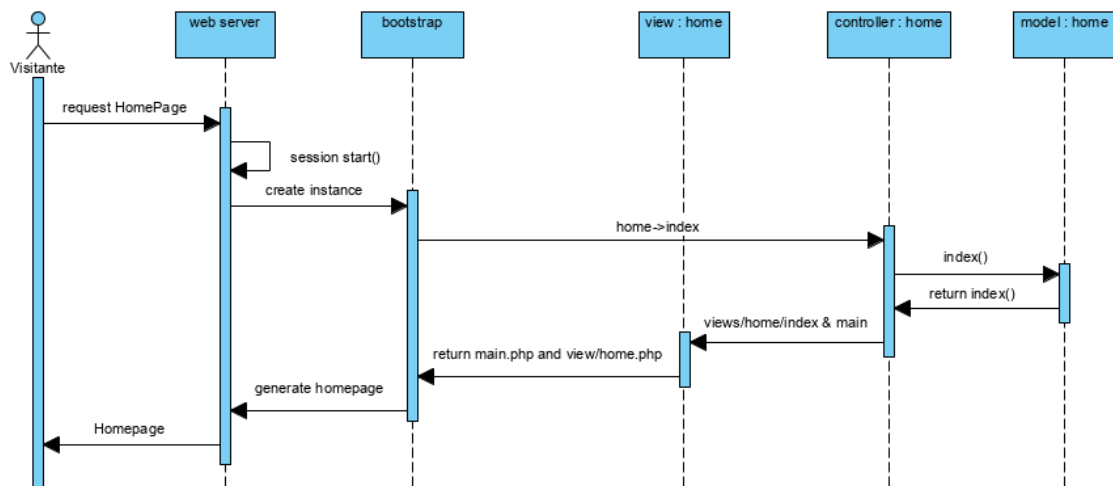 web server
bootstrap
view : home
controller : home
model : home
Visitante
request HomePage
session start()
create instance
home->index
index()
return index()
views/home/index & main
return main.php and view/home.php
generate homepage
Homepage